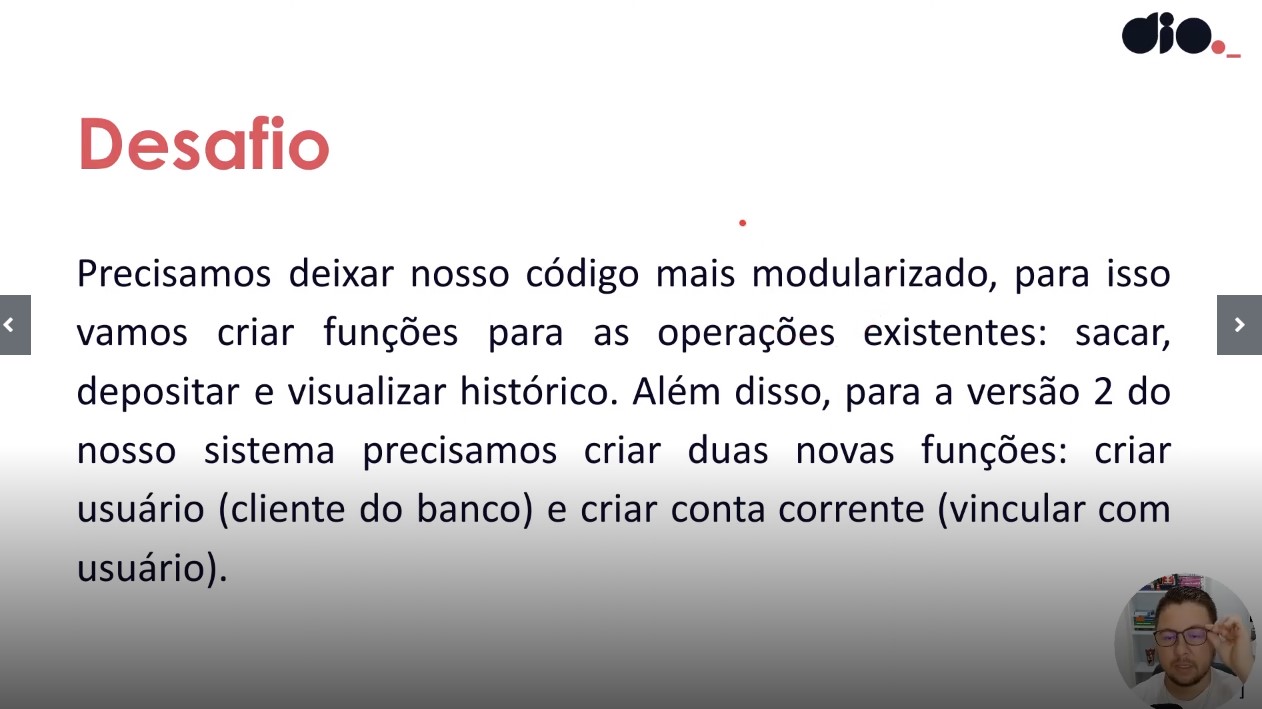 dio._
Desafio
Precisamos deixar nosso código mais modularizado, para isso
vamos criar funções para as operações existentes: sacar,
depositar e visualizar histórico. Além disso, para a versão 2 do
nosso sistema precisamos criar duas novas funções: criar
usuário (cliente do banco) e criar conta corrente (vincular com
usuário).